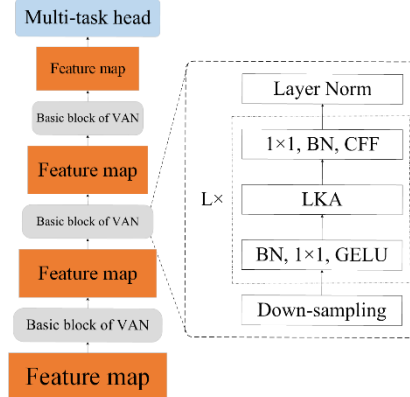 Multi-task head
Feature map
Basic block of VAN
Feature map
Basic block of VAN
Feature map
Basic block of VAN
Feature map
Layer Norm
1×1, BN, CFF
L×
LKA
BN, 1×1, GELU
Down-sampling